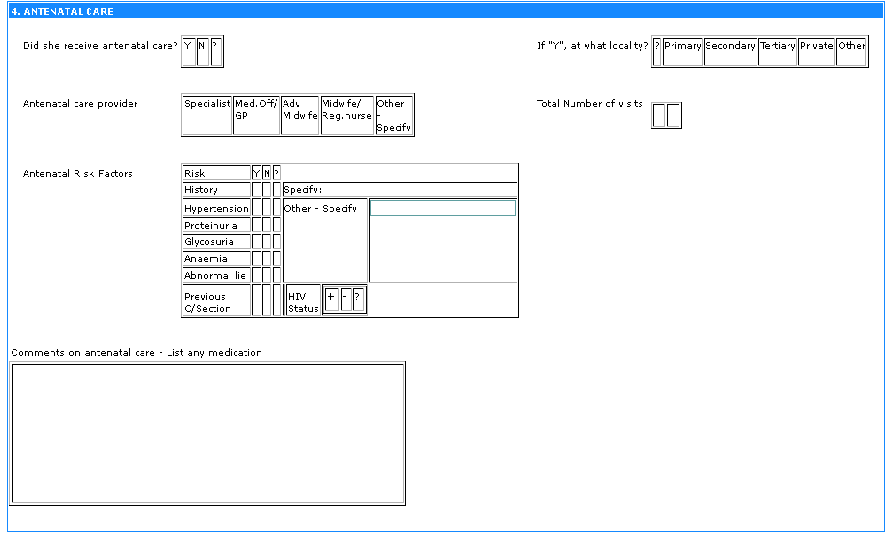 4. ANTENATAL CARE
Did she receive antenatal care? Y N ? If "Y", at what locality? ? Primary Secondary Tertiary Private Other
Antenatal care provider Specialist Med.Off/ Adv Midwife/ Other Total Number of visits
GP Midwife Reg.nurse -
Specify
Antenatal Risk Factors Risk Y N ?
History Specify:
Hypertension Other - Specify
Proteinuria
Glycosuria
Anaemia
Abnormal lie
Previous HIV + - ?
C/Section Status
Comments on antenatal care - List any medication